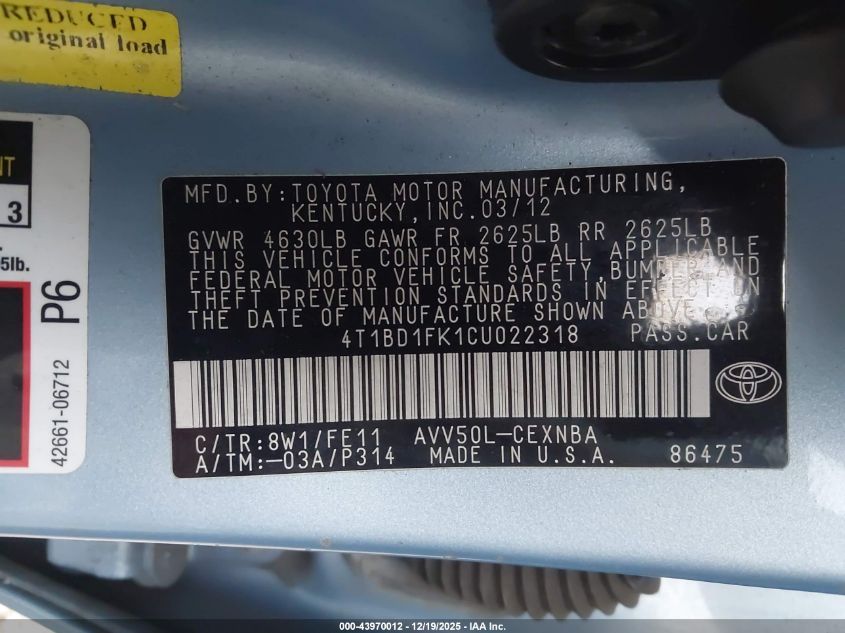 REDUCED
original load
NT
3
5lb.
P6
42661-06712
MFD.BY:TOYOTA MOTOR MANUFACTURING,
KENTUCKY,INC.03/12
GVWR 4630LB GAWR FR 2625LB RR 2625LB
THIS VEHICLE CONFORMS TO ALL APPLICABLE
FEDERAL MOTOR VEHICLE SAFETY,BUMPER,AND
THEFT PREVENTION STANDARDS IN EFFECT ON
THE DATE OF MANUFACTURE SHOWN ABOVE.
4T1BD1FK1CU022318 PASS.CAR
C/TR:8W1/FE11 AVV50L-CEXNBA
A/TM:-03A/P314 MADE IN U.S.A. 86475
000-43970012 - 12/19/2025 - IAA Inc.